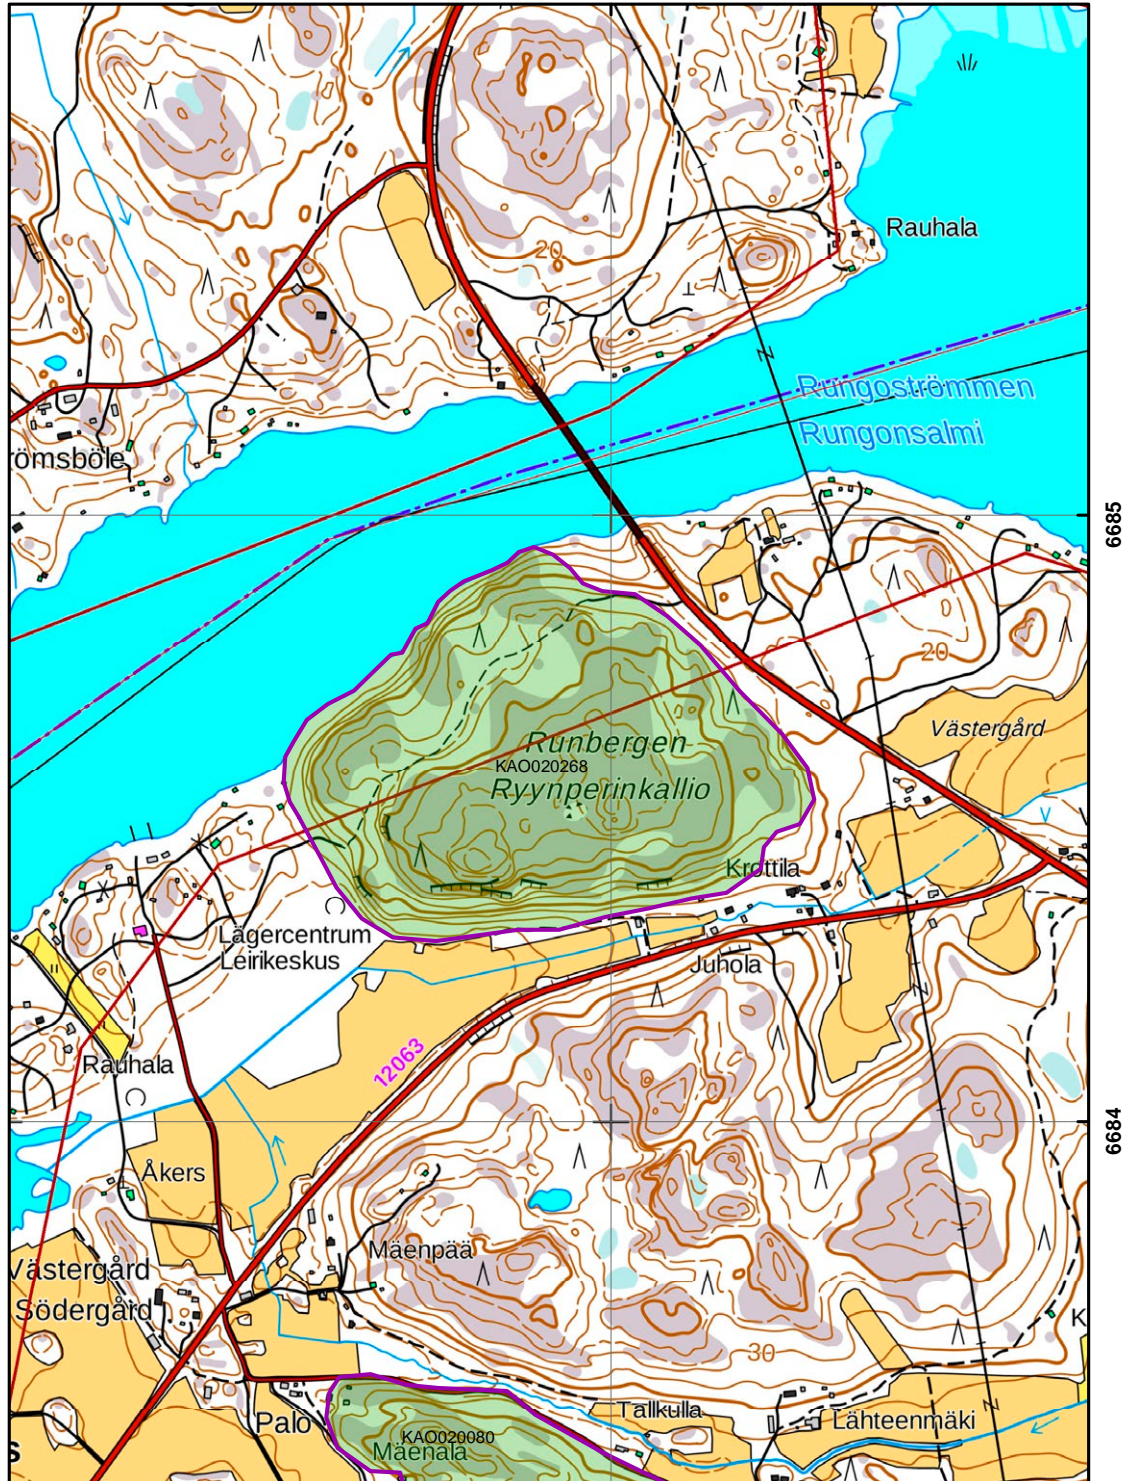 Rauhala
20
Rungoströmmen
Rungonsalmi
römsböle
6685
20
Västergård
Runbergen
KAO020268
Ryynperinkallio
Krottila
Lägercentrum
Leirikeskus
Juhola
Rauhala
12063
6684
Åkers
Mäenpää
Västergård
Södergård
K
30
Palo
Tallkulla
Lähteenmäki
KAO020080
Mäenala
s